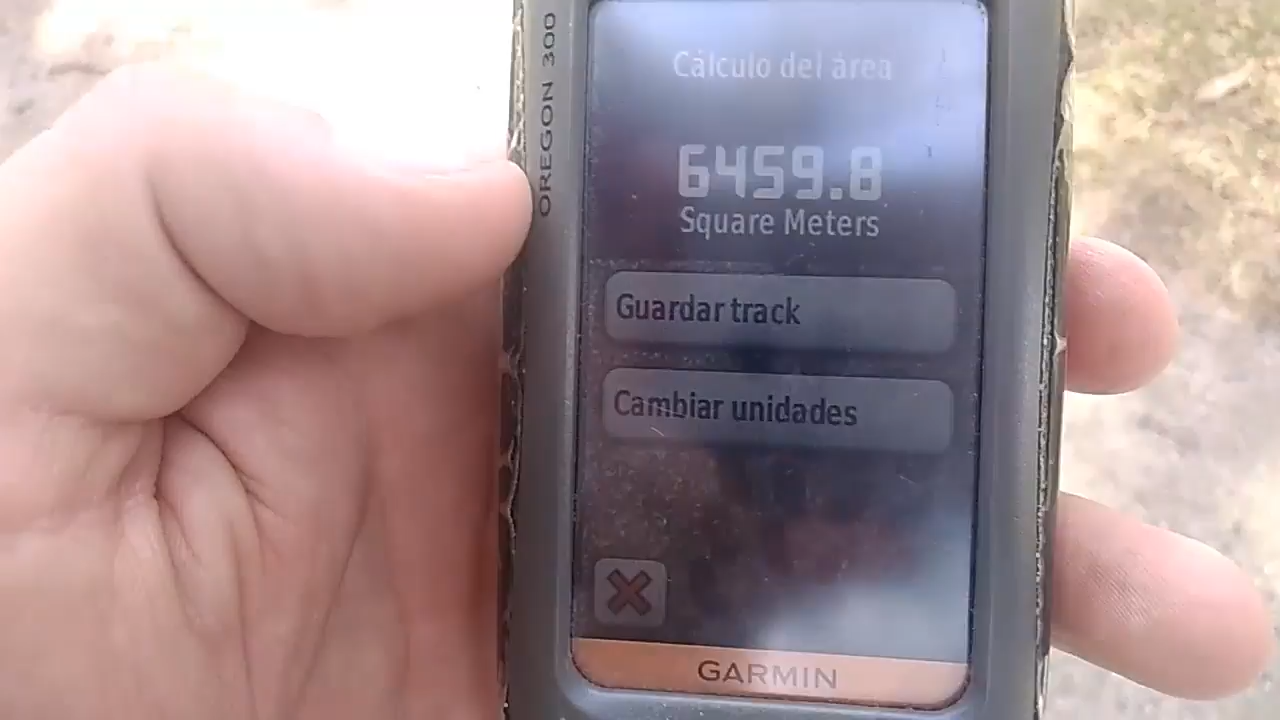 OREGON 300
Cálculo del área
6459.8
Square Meters
Guardar track
Cambiar unidades
GARMIN